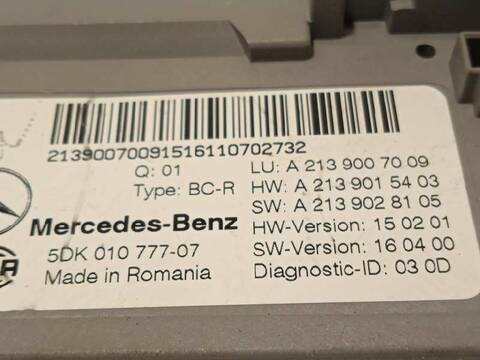 2139007009151611070 2732
Q: 01
LU: A 213 900 70 09
Type: BC-R
HW: A 213 901 54 03
SW: A 213 902 81 05
Mercedes-Benz
HW-Version: 15 02 01
5DK 010 777-07
SW-Version: 16 04 00
Made in Romania
Diagnostic-ID: 03 0D